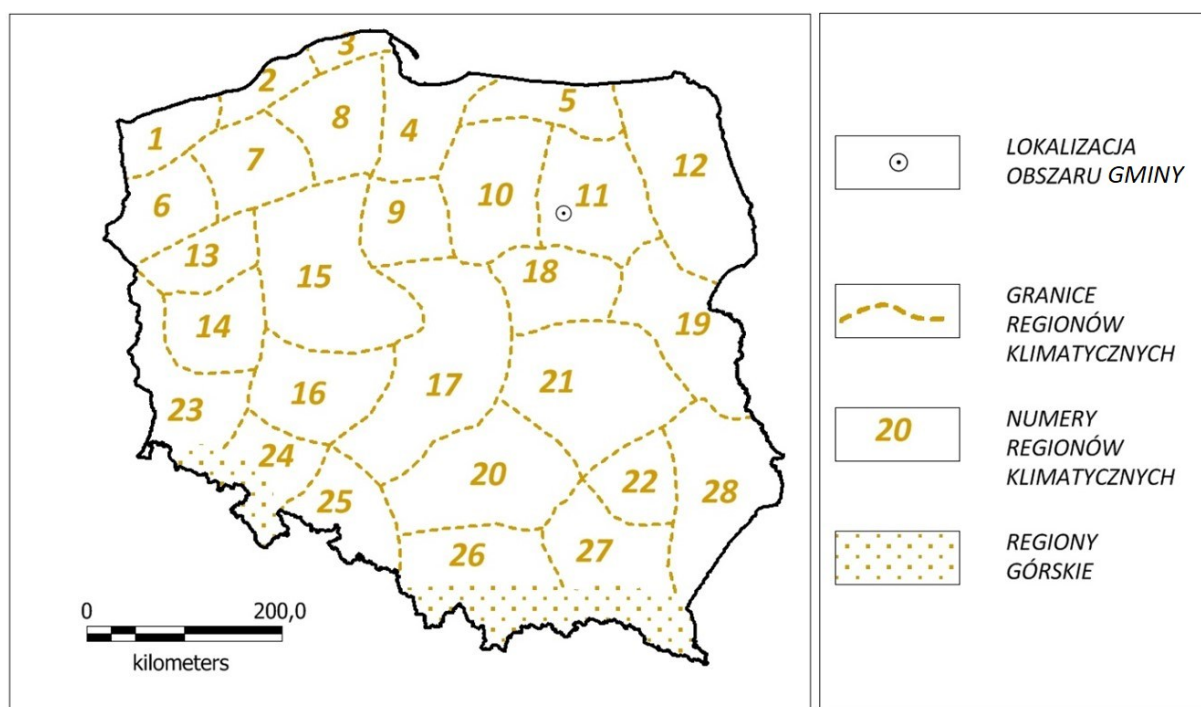 3
2
5
8
4
1
12
7
10
11
6
9
13
18
15
19
14
21
17
16
23
24
20
22
28
25
26
27
0 200,0
kilometers
LOKALIZACJA
OBSZARU GMINY
GRANICE
REGIONÓW
KLIMATYCZNYCH
20
NUMERY
REGIONÓW
KLIMATYCZNYCH
REGIONY
GÓRSKIE